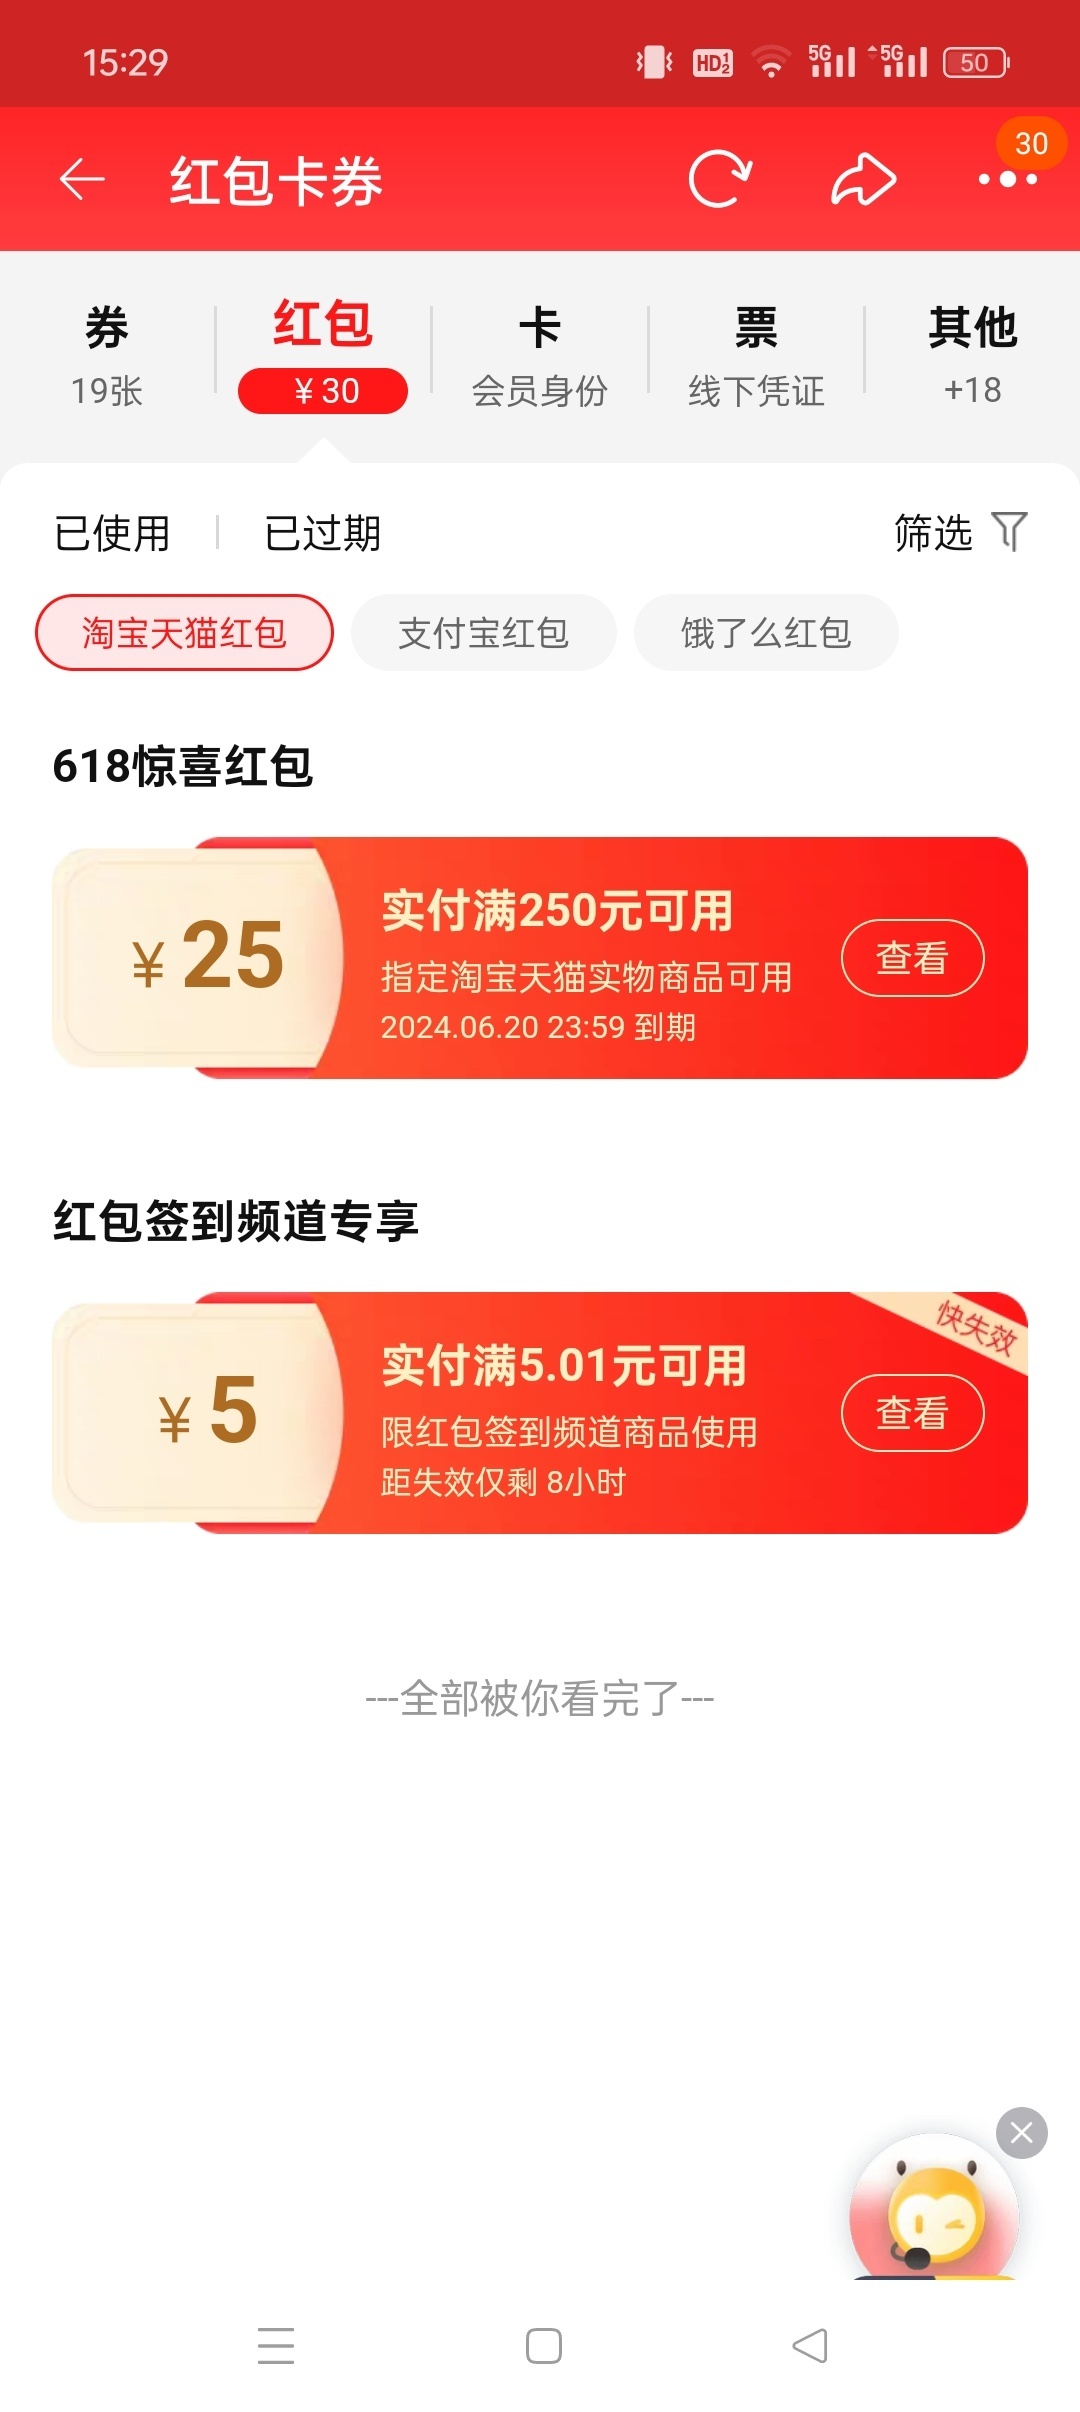 15:29
HD 1 2
5G
5G
50
30
红包卡券
券
红包
卡
票
其他
19张
¥30
会员身份
线下凭证
+18
已使用
已过期
筛选
淘宝天猫红包
支付宝红包
饿了么红包
618惊喜红包
¥25
实付满250元可用
指定淘宝天猫实物商品可用
2024.06.20 23:59 到期
查看
红包签到频道专享
快失效
¥5
实付满5.01元可用
限红包签到频道商品使用
距失效仅剩 8小时
查看
---全部被你看完了---